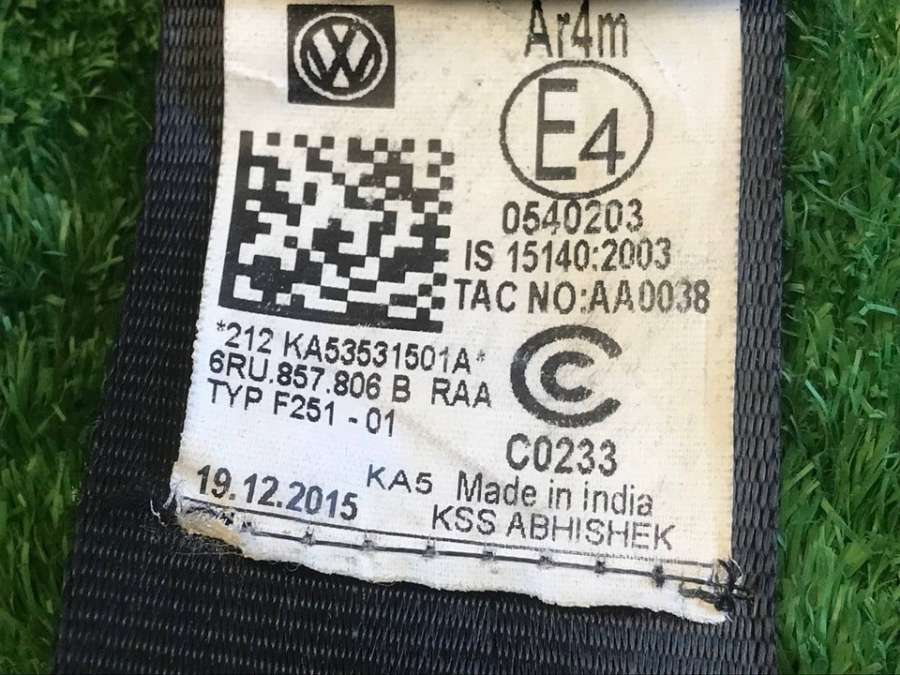 Ar4m
E4
0540203
IS 15140:2003
TAC NO:AA0038
*212 KA53531501A*
6RU.857.806 B RAA
TYP F251 - 01
C0233
19.12.2015
KA5 Made in india
KSS ABHISHEK